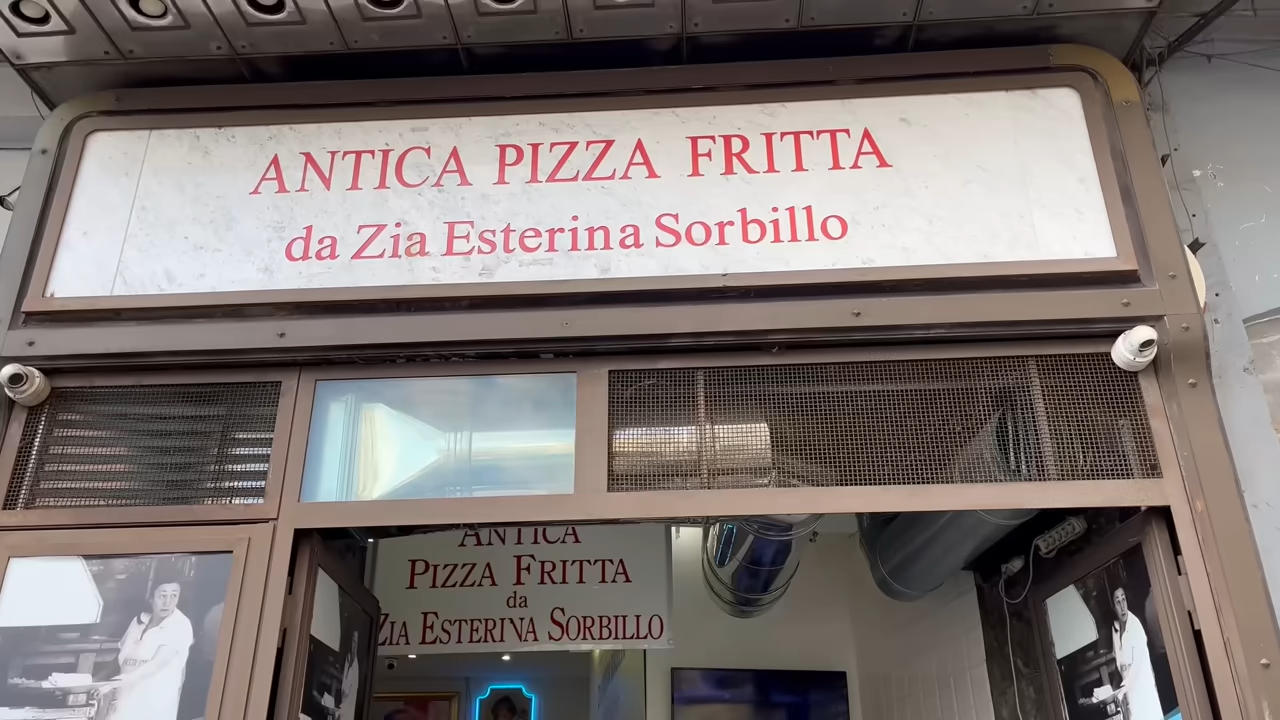 ANTICA PIZZA FRITTA
da Zia Esterina Sorbillo
ANTICA
PIZZA FRITTA
da
ZIA ESTERINA SORBILLO